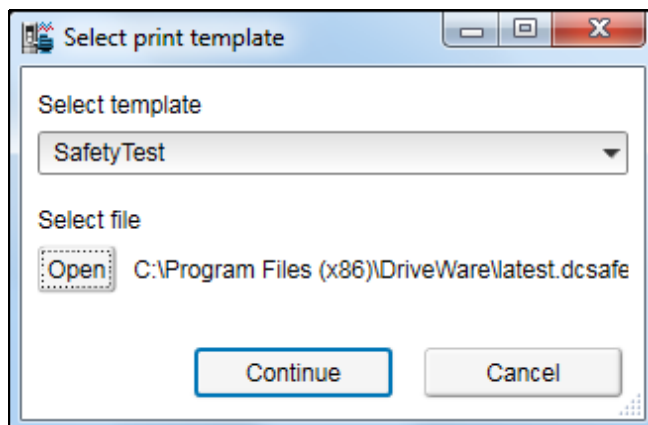 Select print template
Select template
SafetyTest
Select file
Open C:\Program Files (x86)\DriveWare\latest.dcsafe
Continue Cancel